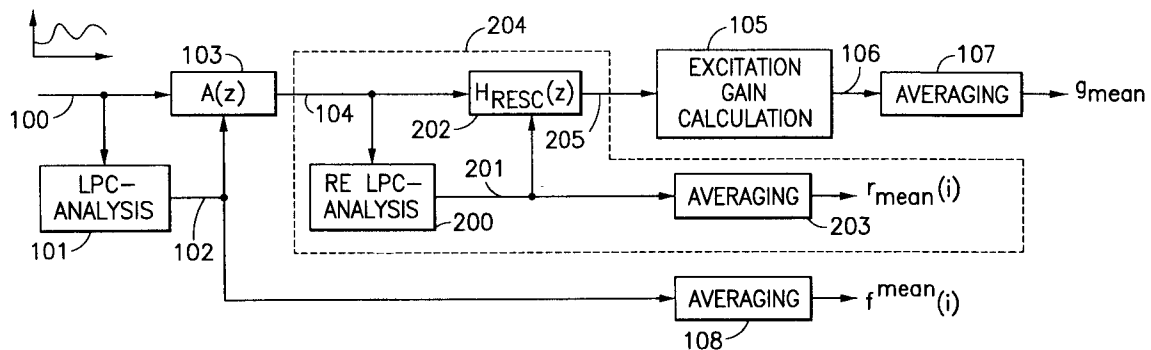 204
105
103
EXCITATION
GAIN
CALCULATION
106
107
A(z)
H_RESC(z)
AVERAGING
g_mean
100
104
202
205
LPC-
ANALYSIS
RE LPC-
ANALYSIS
201
AVERAGING
r_mean(i)
101
102
200
203
AVERAGING
f^mean(i)
108